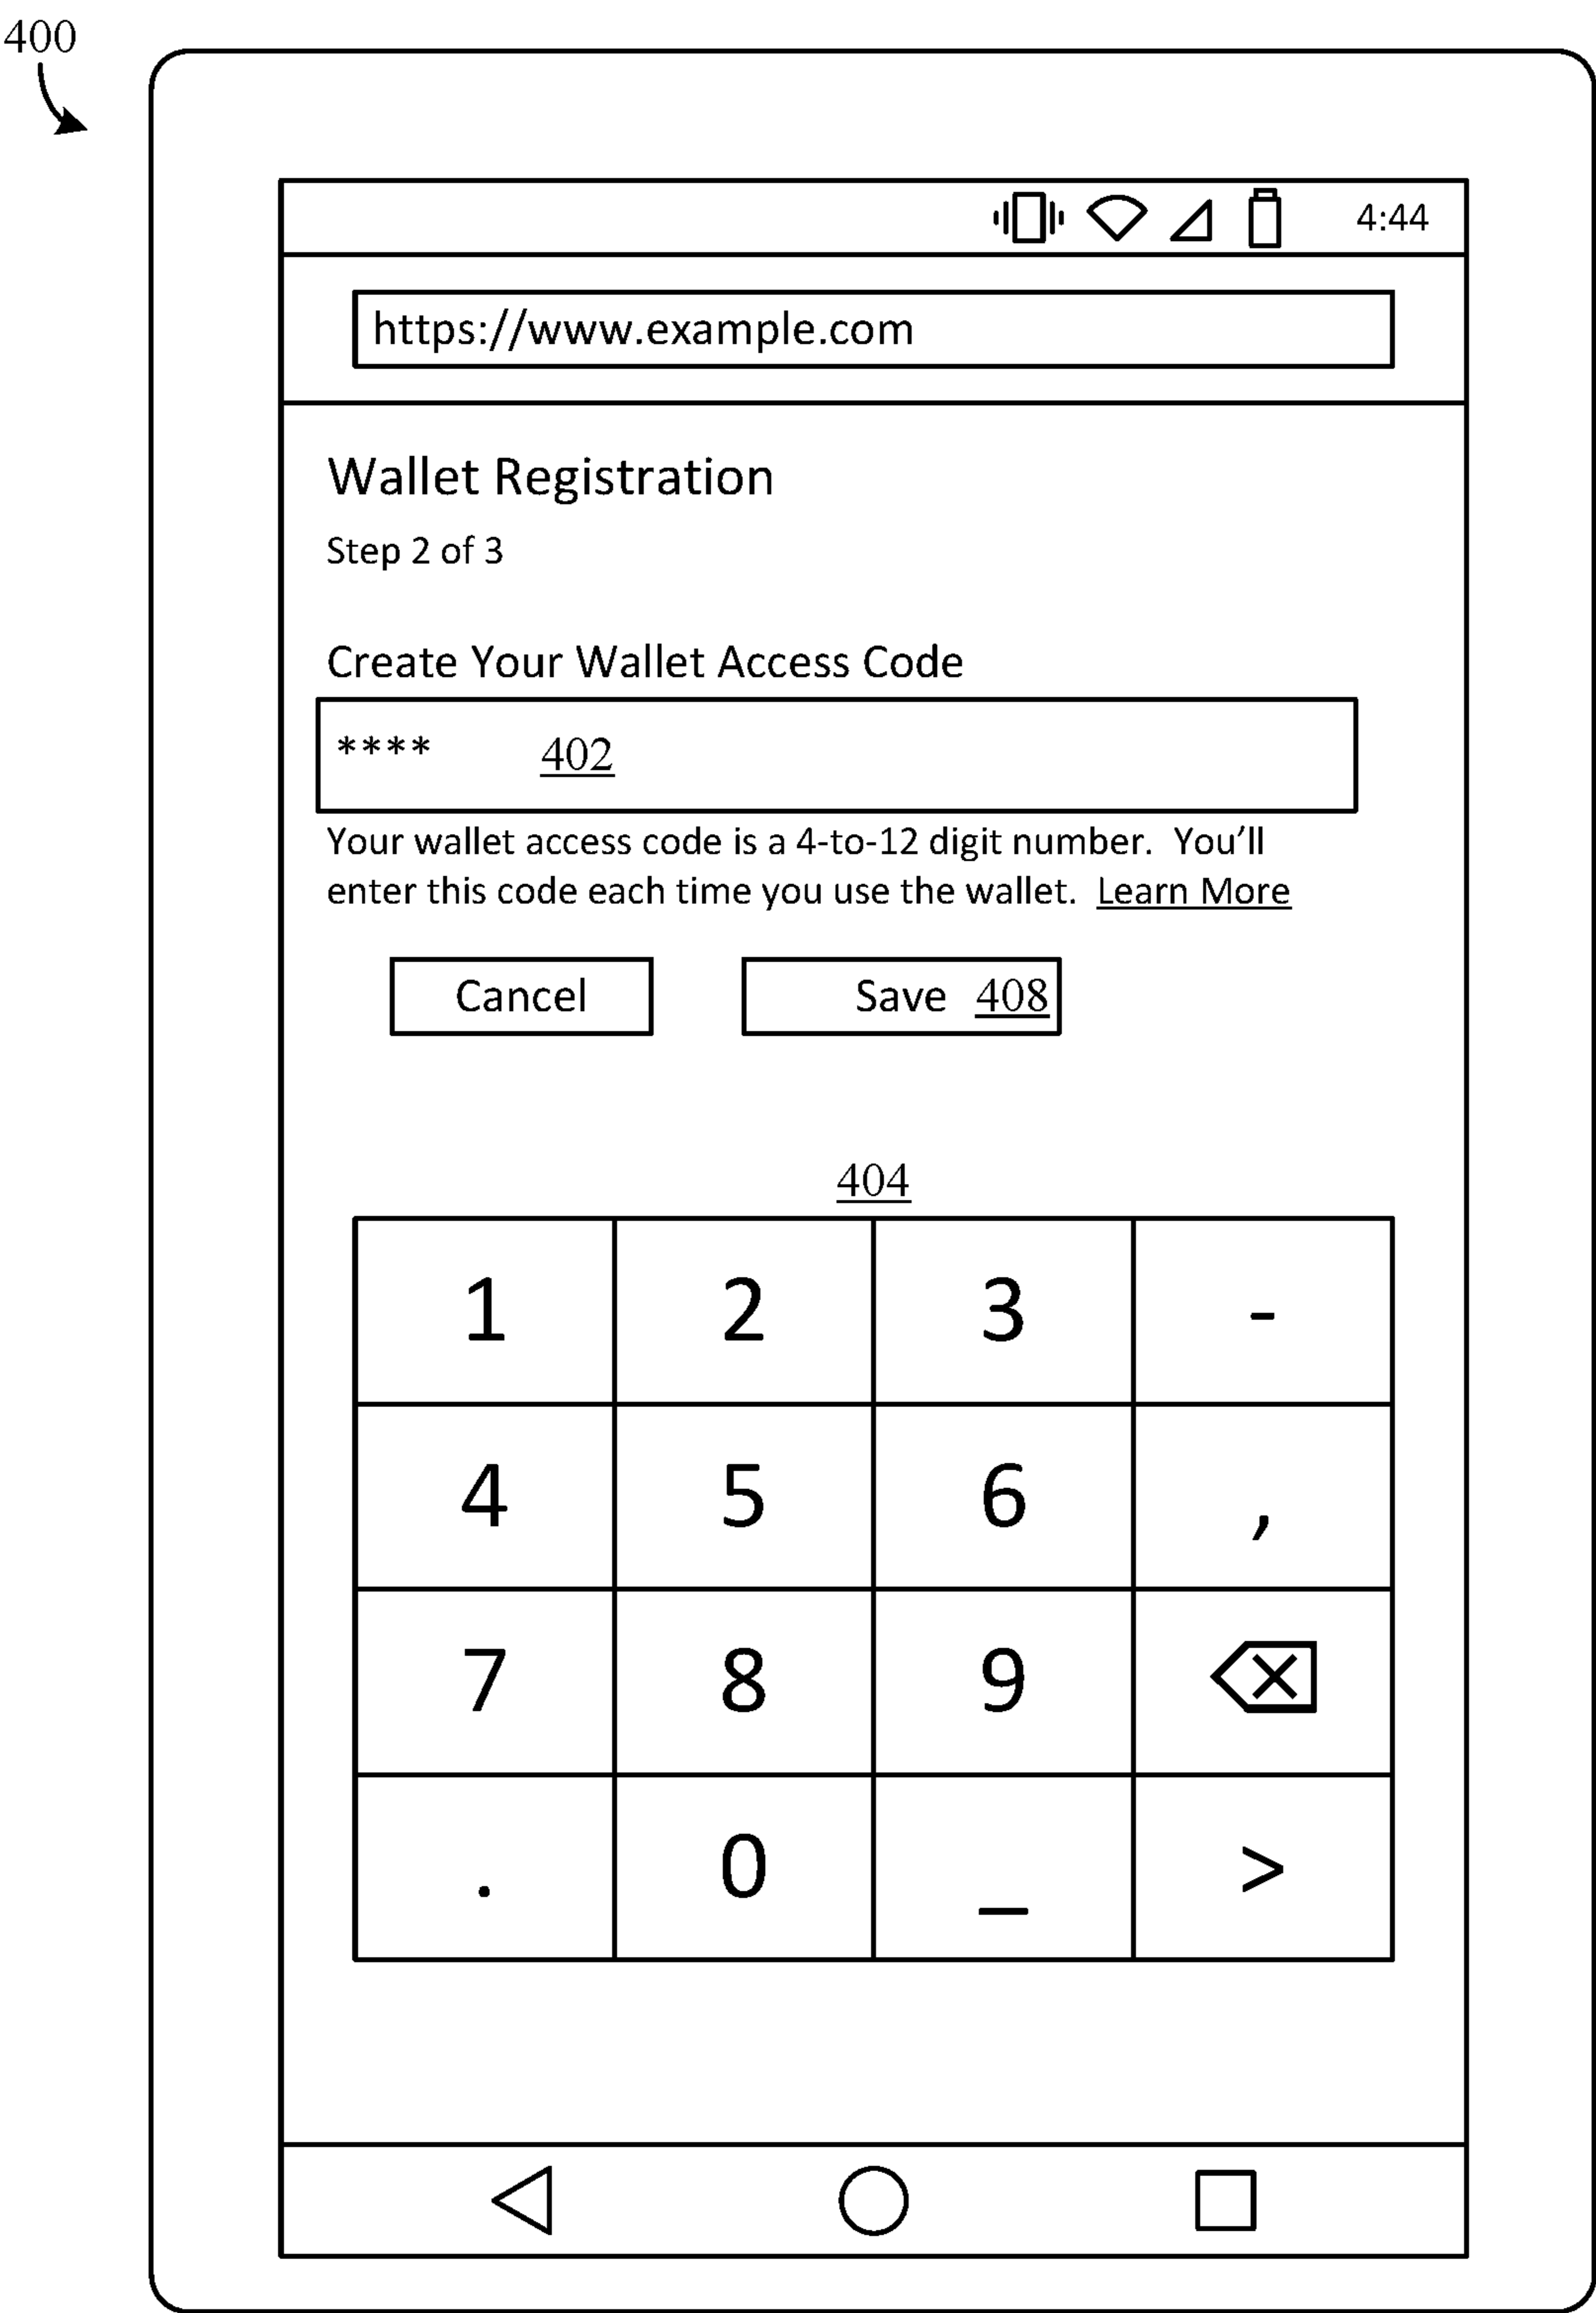 400
4:44
https://www.example.com
Wallet Registration
Step 2 of 3
Create Your Wallet Access Code
**** 402
Your wallet access code is a 4-to-12 digit number.  You’ll
enter this code each time you use the wallet.  Learn More
Cancel
Save 408
404
1 2 3 -
4 5 6 ,
7 8 9
. 0 _ >